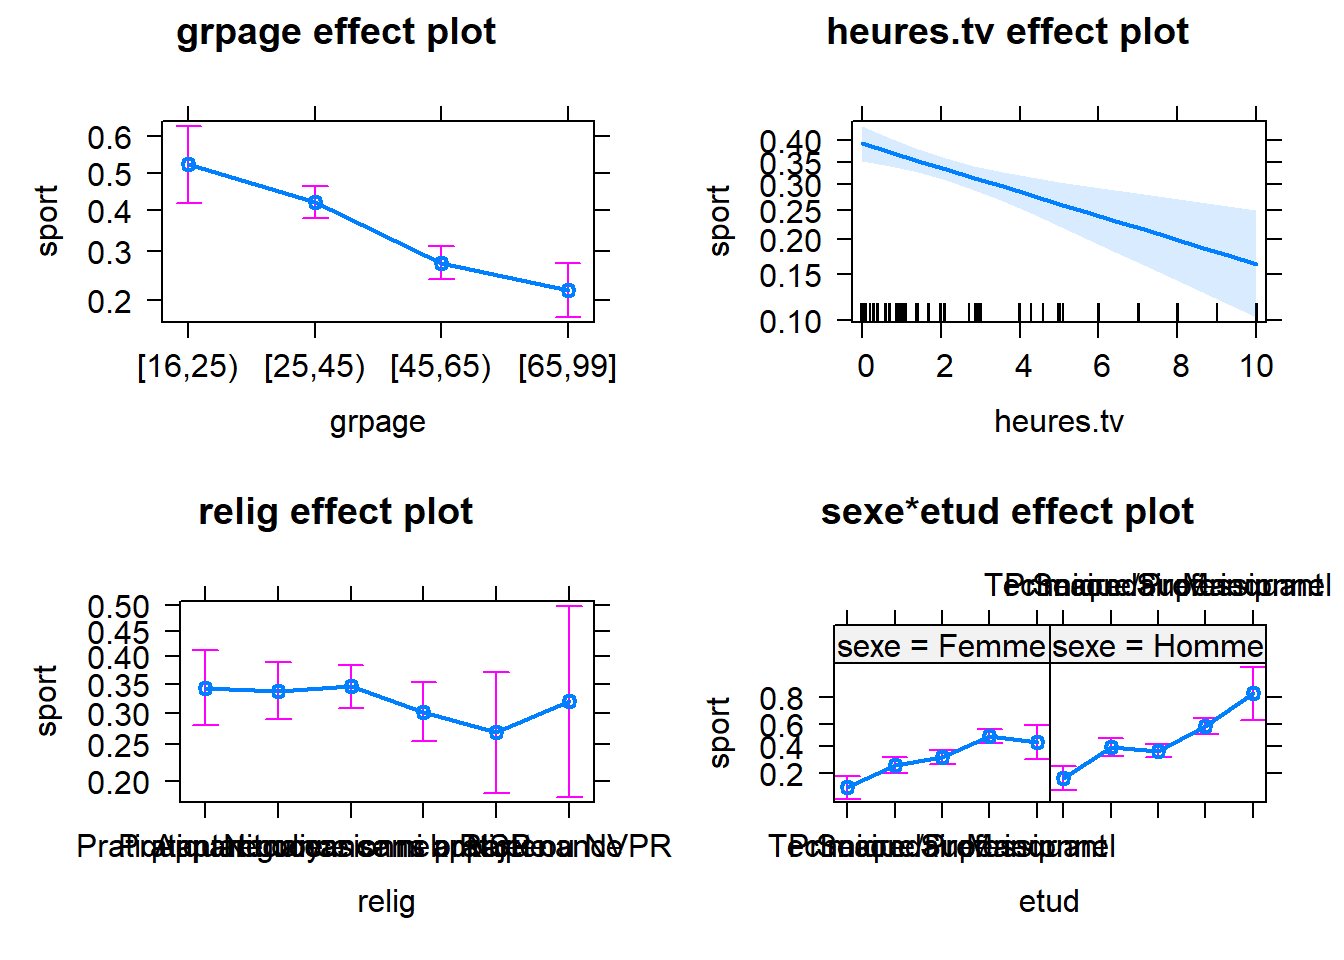 grpage effect plot
sport
0.6
0.5
0.4
0.3
0.2
[16,25) [25,45) [45,65) [65,99]
grpage
heures.tv effect plot
sport
0.40
0.35
0.30
0.25
0.20
0.15
0.10
0 2 4 6 8 10
heures.tv
relig effect plot
sport
0.50
0.45
0.40
0.35
0.30
0.25
0.20
NVPR
relig
sexe*etud effect plot
sexe = Femme sexe = Homme
sport
0.8
0.6
0.4
0.2
etud